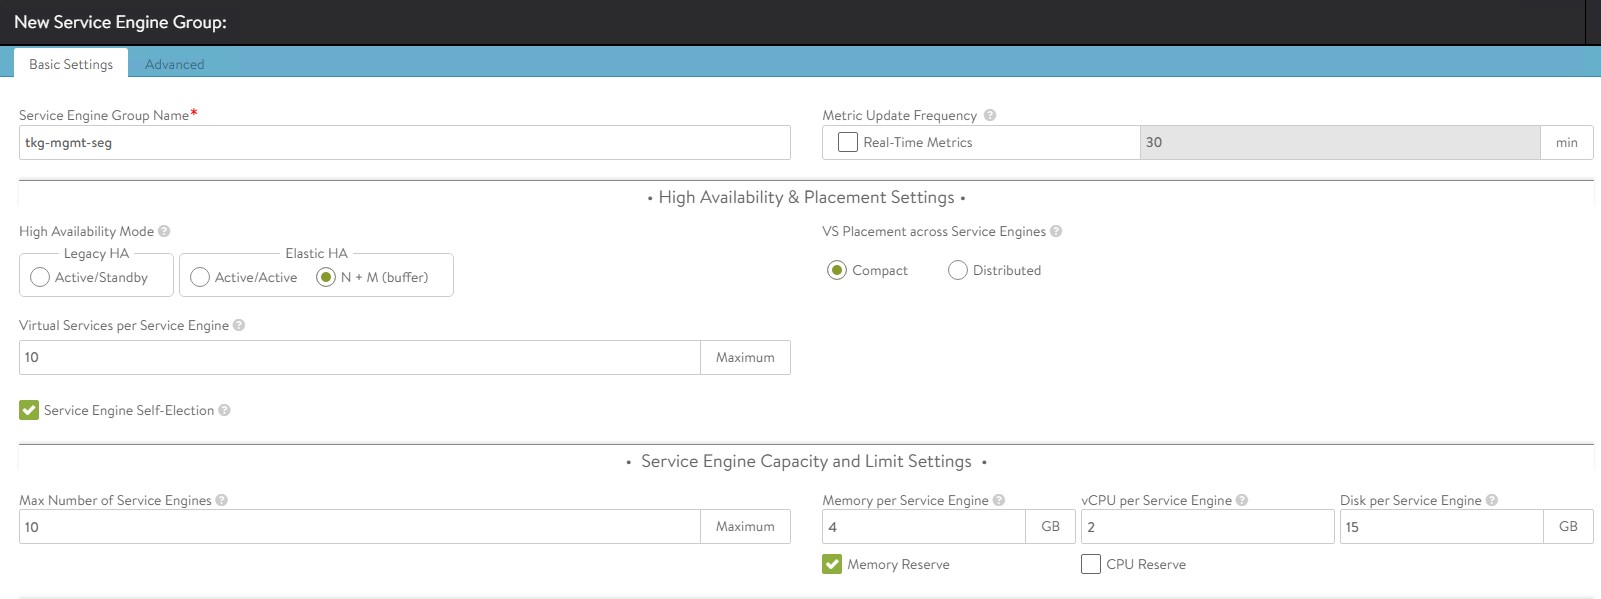 New Service Engine Group:
Basic Settings Advanced
Service Engine Group Name*
tkg-mgmt-seg
Metric Update Frequency ?
Real-Time Metrics 30 min
• High Availability & Placement Settings •
High Availability Mode ?
Legacy HA Elastic HA
Active/Standby Active/Active N + M (buffer)
VS Placement across Service Engines ?
Compact Distributed
Virtual Services per Service Engine ?
10 Maximum
Service Engine Self-Election ?
• Service Engine Capacity and Limit Settings •
Max Number of Service Engines ?
10 Maximum
Memory per Service Engine ? vCPU per Service Engine ? Disk per Service Engine ?
4 GB 2 15 GB
Memory Reserve CPU Reserve